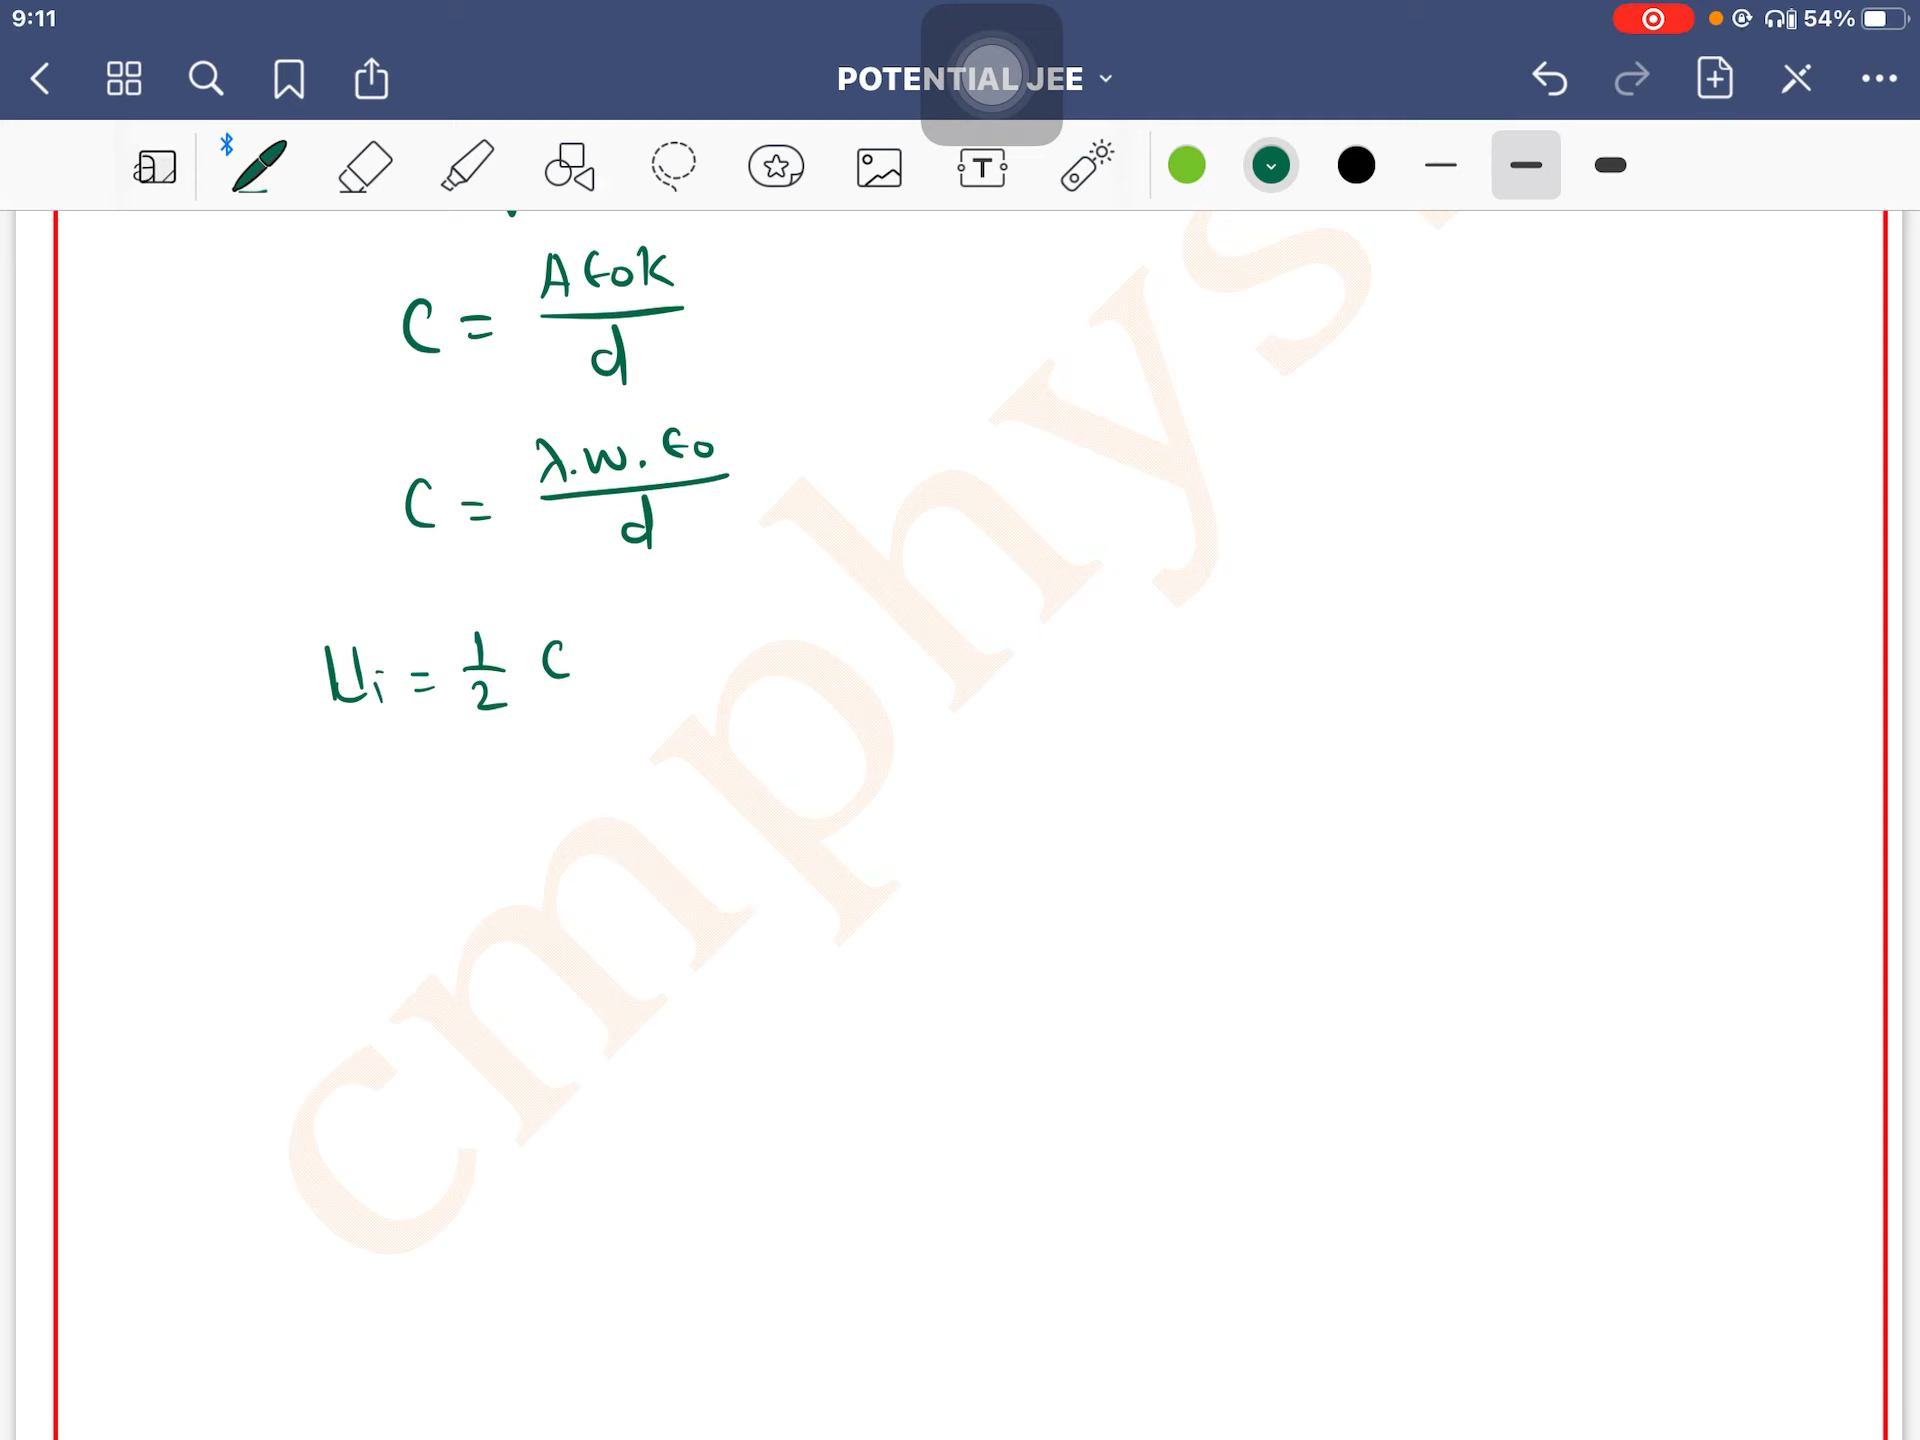 9:11
54%
POTENTIAL JEE
C = Aε₀k / d
C = λ.w.ε₀ / d
Ui = 1/2 C
cmphys